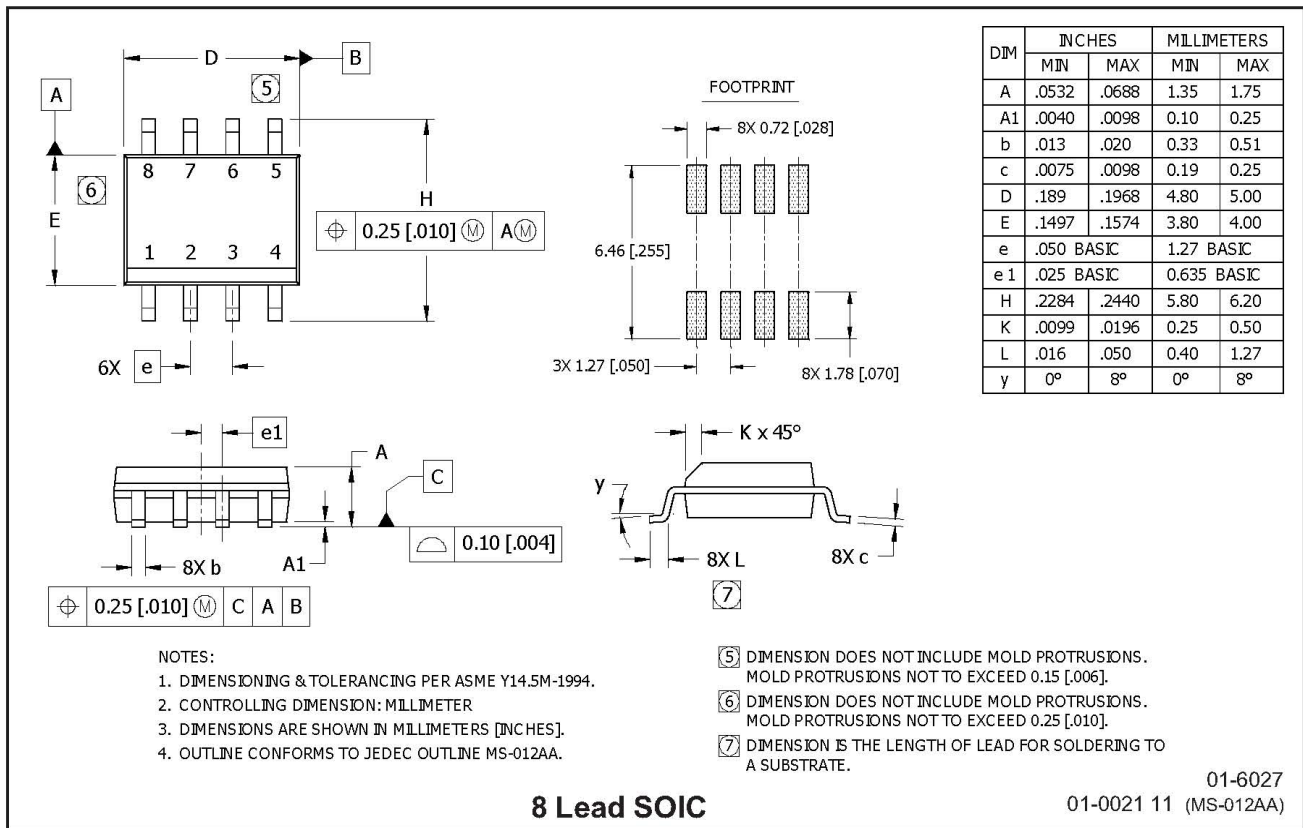 D
B
5
A
8 7 6 5
6
E
H
⌖ 0.25 [.010] Ⓜ A Ⓜ
1 2 3 4
6X e
FOOTPRINT
8X 0.72 [.028]
6.46 [.255]
3X 1.27 [.050]
8X 1.78 [.070]
DIM INCHES MILLIMETERS
MIN MAX MIN MAX
A .0532 .0688 1.35 1.75
A1 .0040 .0098 0.10 0.25
b .013 .020 0.33 0.51
c .0075 .0098 0.19 0.25
D .189 .1968 4.80 5.00
E .1497 .1574 3.80 4.00
e .050 BASIC 1.27 BASIC
e1 .025 BASIC 0.635 BASIC
H .2284 .2440 5.80 6.20
K .0099 .0196 0.25 0.50
L .016 .050 0.40 1.27
y 0° 8° 0° 8°
e1
A
C
A1
0.10 [.004]
8X b
⌖ 0.25 [.010] Ⓜ C A B
K x 45°
y
8X L
8X c
7
NOTES:
1. DIMENSIONING & TOLERANCING PER ASME Y14.5M-1994.
2. CONTROLLING DIMENSION: MILLIMETER
3. DIMENSIONS ARE SHOWN IN MILLIMETERS [INCHES].
4. OUTLINE CONFORMS TO JEDEC OUTLINE MS-012AA.
5 DIMENSION DOES NOT INCLUDE MOLD PROTRUSIONS.
MOLD PROTRUSIONS NOT TO EXCEED 0.15 [.006].
6 DIMENSION DOES NOT INCLUDE MOLD PROTRUSIONS.
MOLD PROTRUSIONS NOT TO EXCEED 0.25 [.010].
7 DIMENSION IS THE LENGTH OF LEAD FOR SOLDERING TO
A SUBSTRATE.
8 Lead SOIC
01-6027
01-0021 11 (MS-012AA)